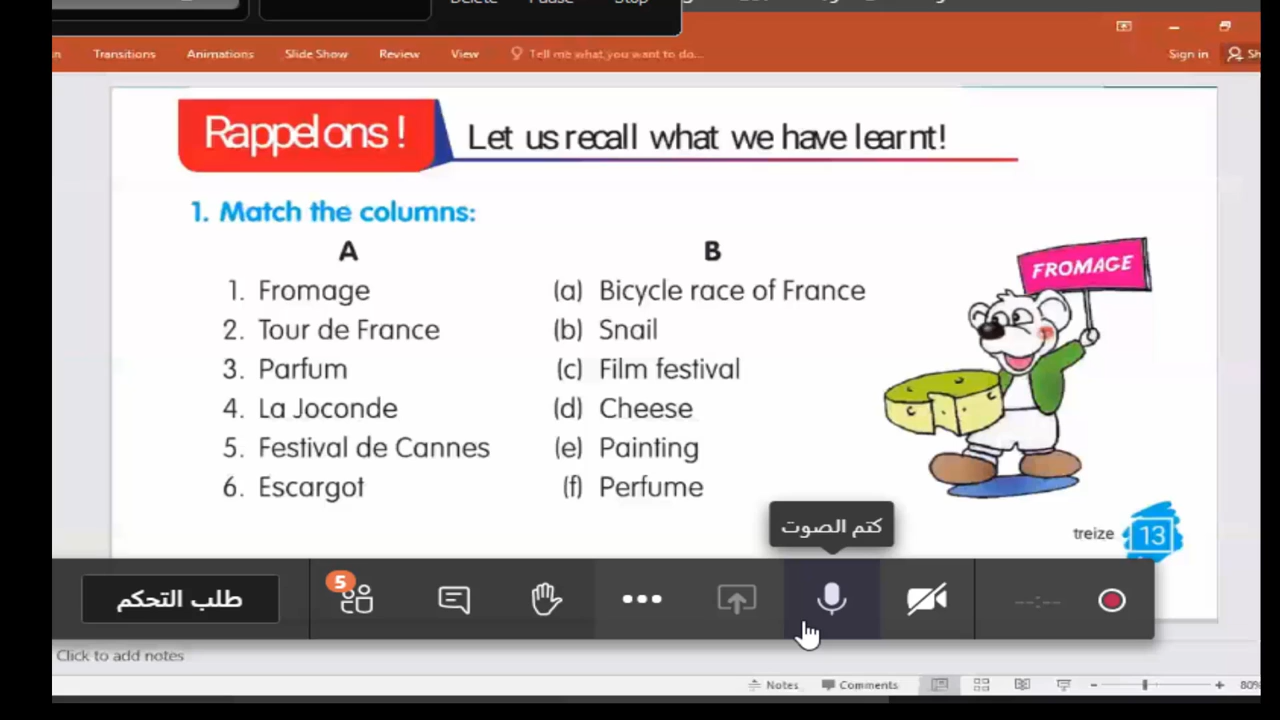 Delete Pause Stop
Transitions Animations Slide Show Review View Tell me what you want to do... Sign in
Rappelons ! Let us recall what we have learnt!
1. Match the columns:
A B
1. Fromage (a) Bicycle race of France
2. Tour de France (b) Snail
3. Parfum (c) Film festival
4. La Joconde (d) Cheese
5. Festival de Cannes (e) Painting
6. Escargot (f) Perfume
FROMAGE
treize 13
كتم الصوت
طلب التحكم
5
--:--
Click to add notes
Notes Comments 80%